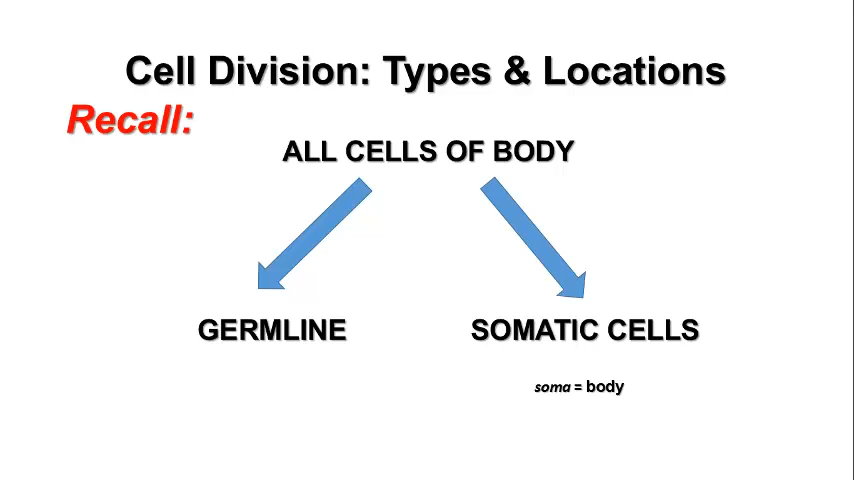 Cell Division: Types & Locations
Recall:
ALL CELLS OF BODY
GERMLINE
SOMATIC CELLS
soma = body